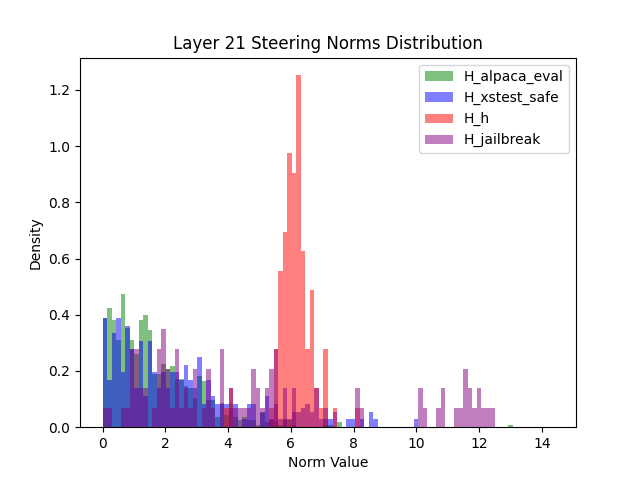 Layer 21 Steering Norms Distribution
H_alpaca_eval
H_xstest_safe
H_h
H_jailbreak
Density
1.2
1.0
0.8
0.6
0.4
0.2
0.0
0 2 4 6 8 10 12 14
Norm Value